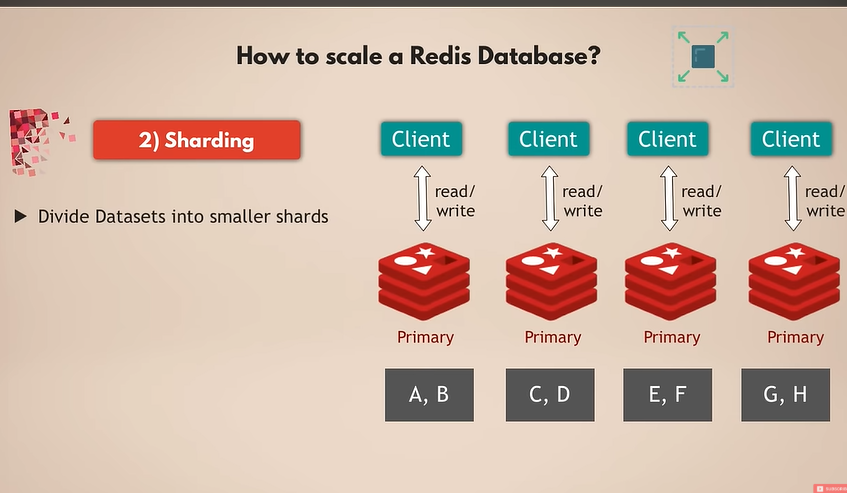 How to scale a Redis Database?
2) Sharding
▶ Divide Datasets into smaller shards
Client Client Client Client
read/ read/ read/ read/
write write write write
Primary Primary Primary Primary
A, B C, D E, F G, H